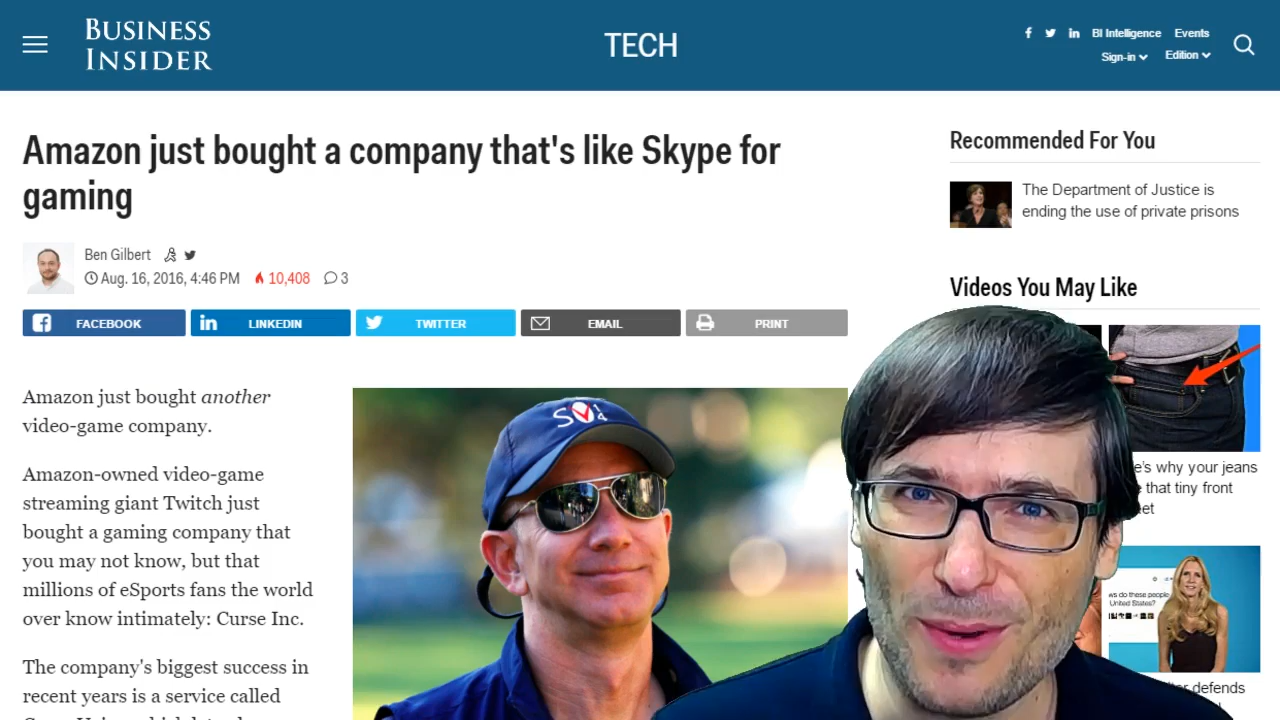 BUSINESS
INSIDER
TECH
BI Intelligence Events
Sign-in Edition
Amazon just bought a company that's like Skype for
gaming
Ben Gilbert
Aug. 16, 2016, 4:46 PM 10,408 3
FACEBOOK LINKEDIN TWITTER EMAIL PRINT
Amazon just bought another
video-game company.
Amazon-owned video-game
streaming giant Twitch just
bought a gaming company that
you may not know, but that
millions of eSports fans the world
over know intimately: Curse Inc.
The company's biggest success in
recent years is a service called
Recommended For You
The Department of Justice is
ending the use of private prisons
Videos You May Like
why your jeans
that tiny front
do these people
United States?
defends